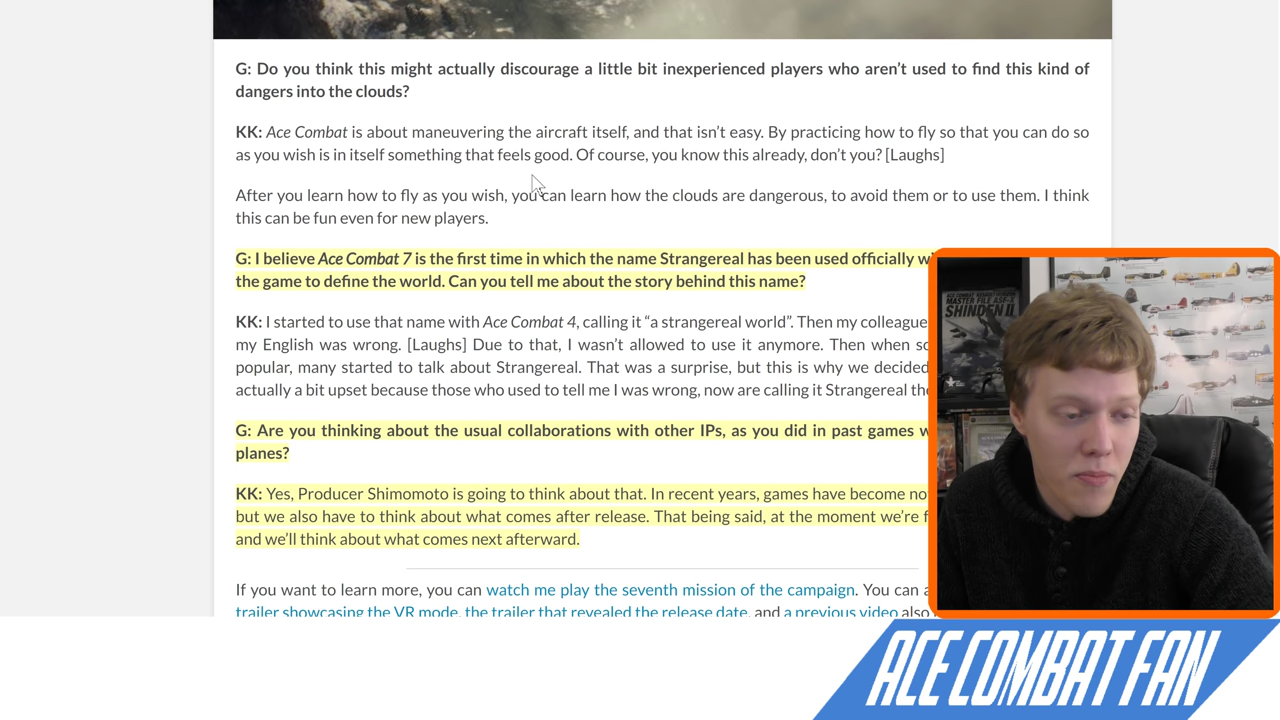 G: Do you think this might actually discourage a little bit inexperienced players who aren’t used to find this kind of
dangers into the clouds?
KK: Ace Combat is about maneuvering the aircraft itself, and that isn’t easy. By practicing how to fly so that you can do so
as you wish is in itself something that feels good. Of course, you know this already, don’t you? [Laughs]
After you learn how to fly as you wish, you can learn how the clouds are dangerous, to avoid them or to use them. I think
this can be fun even for new players.
G: I believe Ace Combat 7 is the first time in which the name Strangereal has been used officially
the game to define the world. Can you tell me about the story behind this name?
KK: I started to use that name with Ace Combat 4, calling it “a strangereal world”. Then my colleague
my English was wrong. [Laughs] Due to that, I wasn’t allowed to use it anymore. Then when
popular, many started to talk about Strangereal. That was a surprise, but this is why we decided
actually a bit upset because those who used to tell me I was wrong, now are calling it Strangereal
G: Are you thinking about the usual collaborations with other IPs, as you did in past games
planes?
KK: Yes, Producer Shimomoto is going to think about that. In recent years, games have become
but we also have to think about what comes after release. That being said, at the moment we’re
and we’ll think about what comes next afterward.
If you want to learn more, you can watch me play the seventh mission of the campaign. You can
trailer showcasing the VR mode, the trailer that revealed the release date, and a previous video also
ACE COMBAT
MASTER FILE ASF-X
SHINDEN II
ACE COMBAT FAN